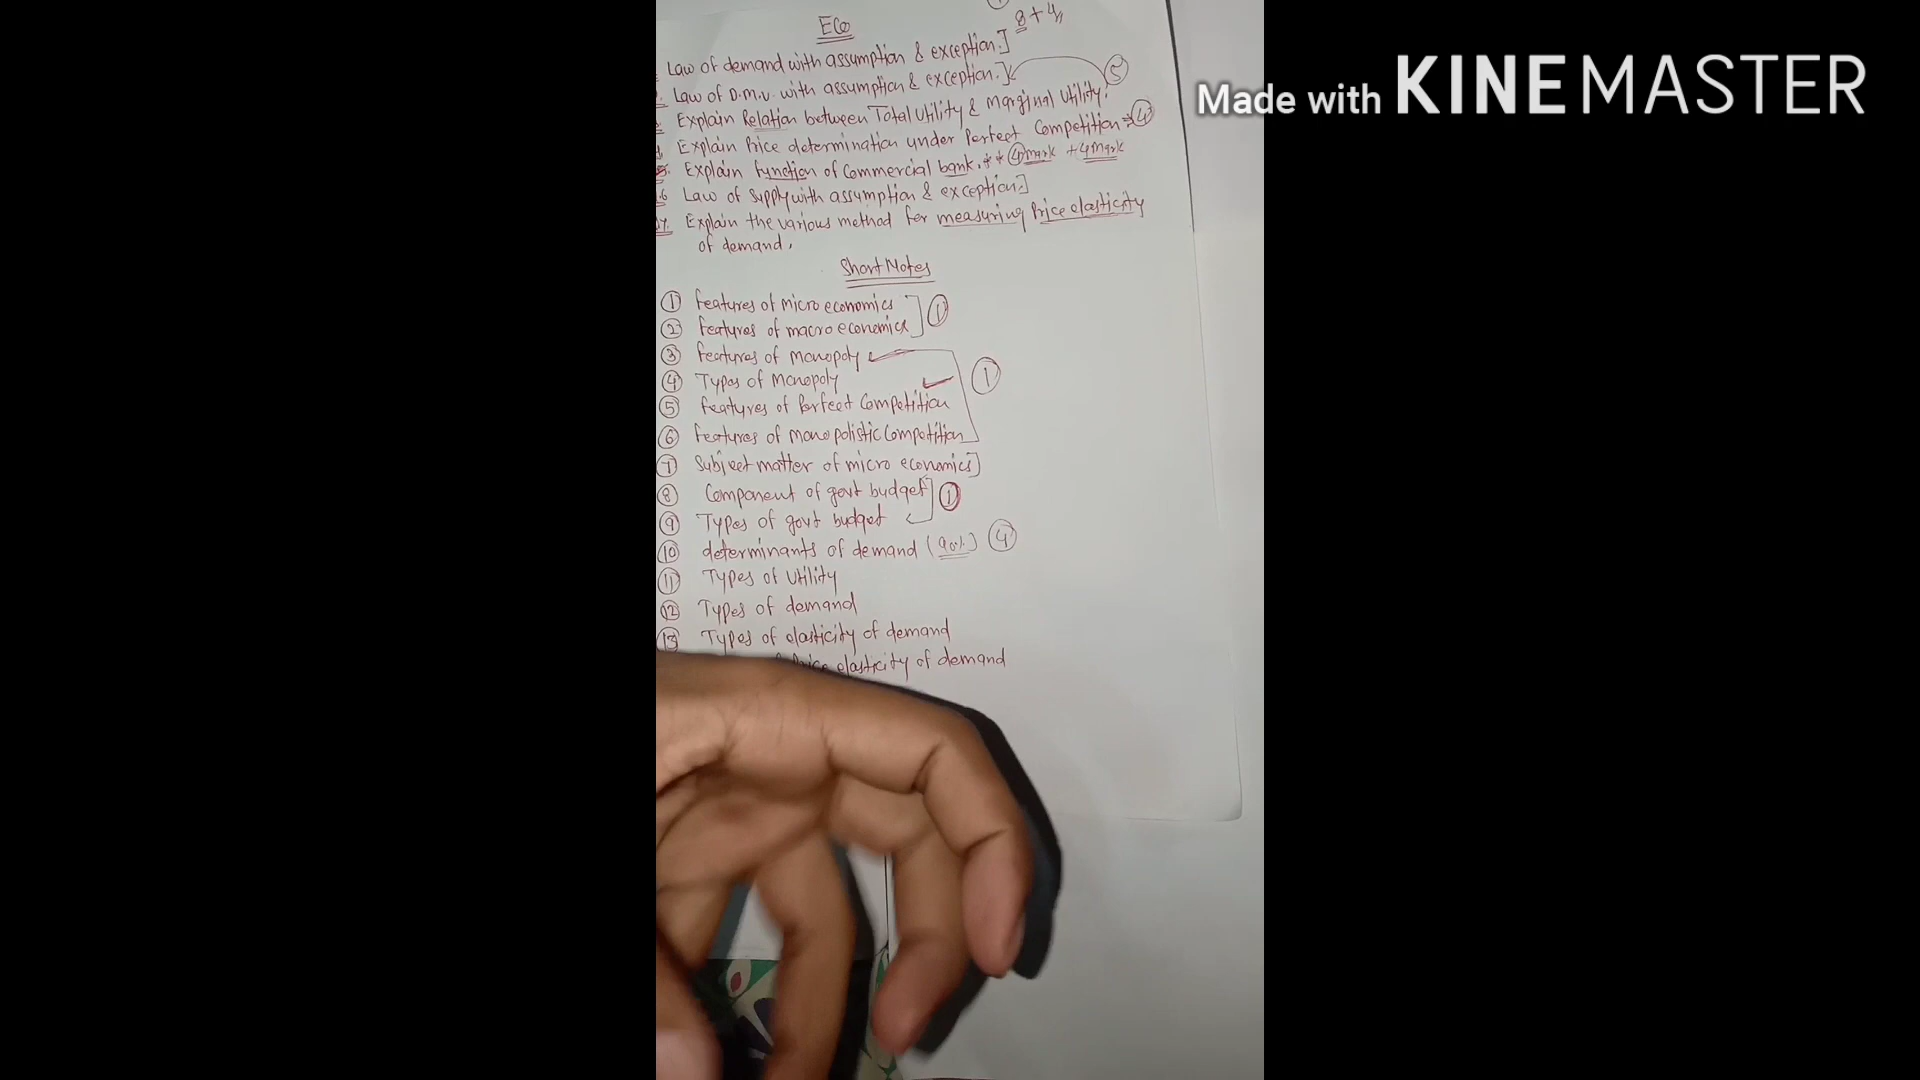 Eco
8+4
Law of demand with assumption & exception.]
Law of D.M.U. with assumption & exception.]
5
Explain Relation between Total Utility & Marginal Utility.
Explain Price determination under Perfect Competition ⇒ 4
Explain function of Commercial bank. ** 4mark +4mark
6 Law of Supply with assumption & exception.]
Explain the various method for measuring Price elasticity
of demand.
Short Notes
① features of micro economics
① 
② features of macro economics
③ features of monopoly
④ Types of Monopoly
①
⑤ features of Perfect Competition
⑥ features of monopolistic Competition
⑦ Subject matter of micro economics]
⑧ Component of govt budget
①
⑨ Types of govt budget
⑩ determinants of demand (90%) ④
⑪ Types of Utility
⑫ Types of demand
⑬ Types of elasticity of demand
elasticity of demand
Made with KINEMASTER